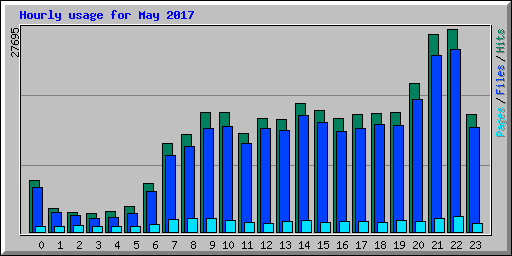 Hourly usage for May 2017
27695
Pages / Files / Hits
0 1 2 3 4 5 6 7 8 9 10 11 12 13 14 15 16 17 18 19 20 21 22 23